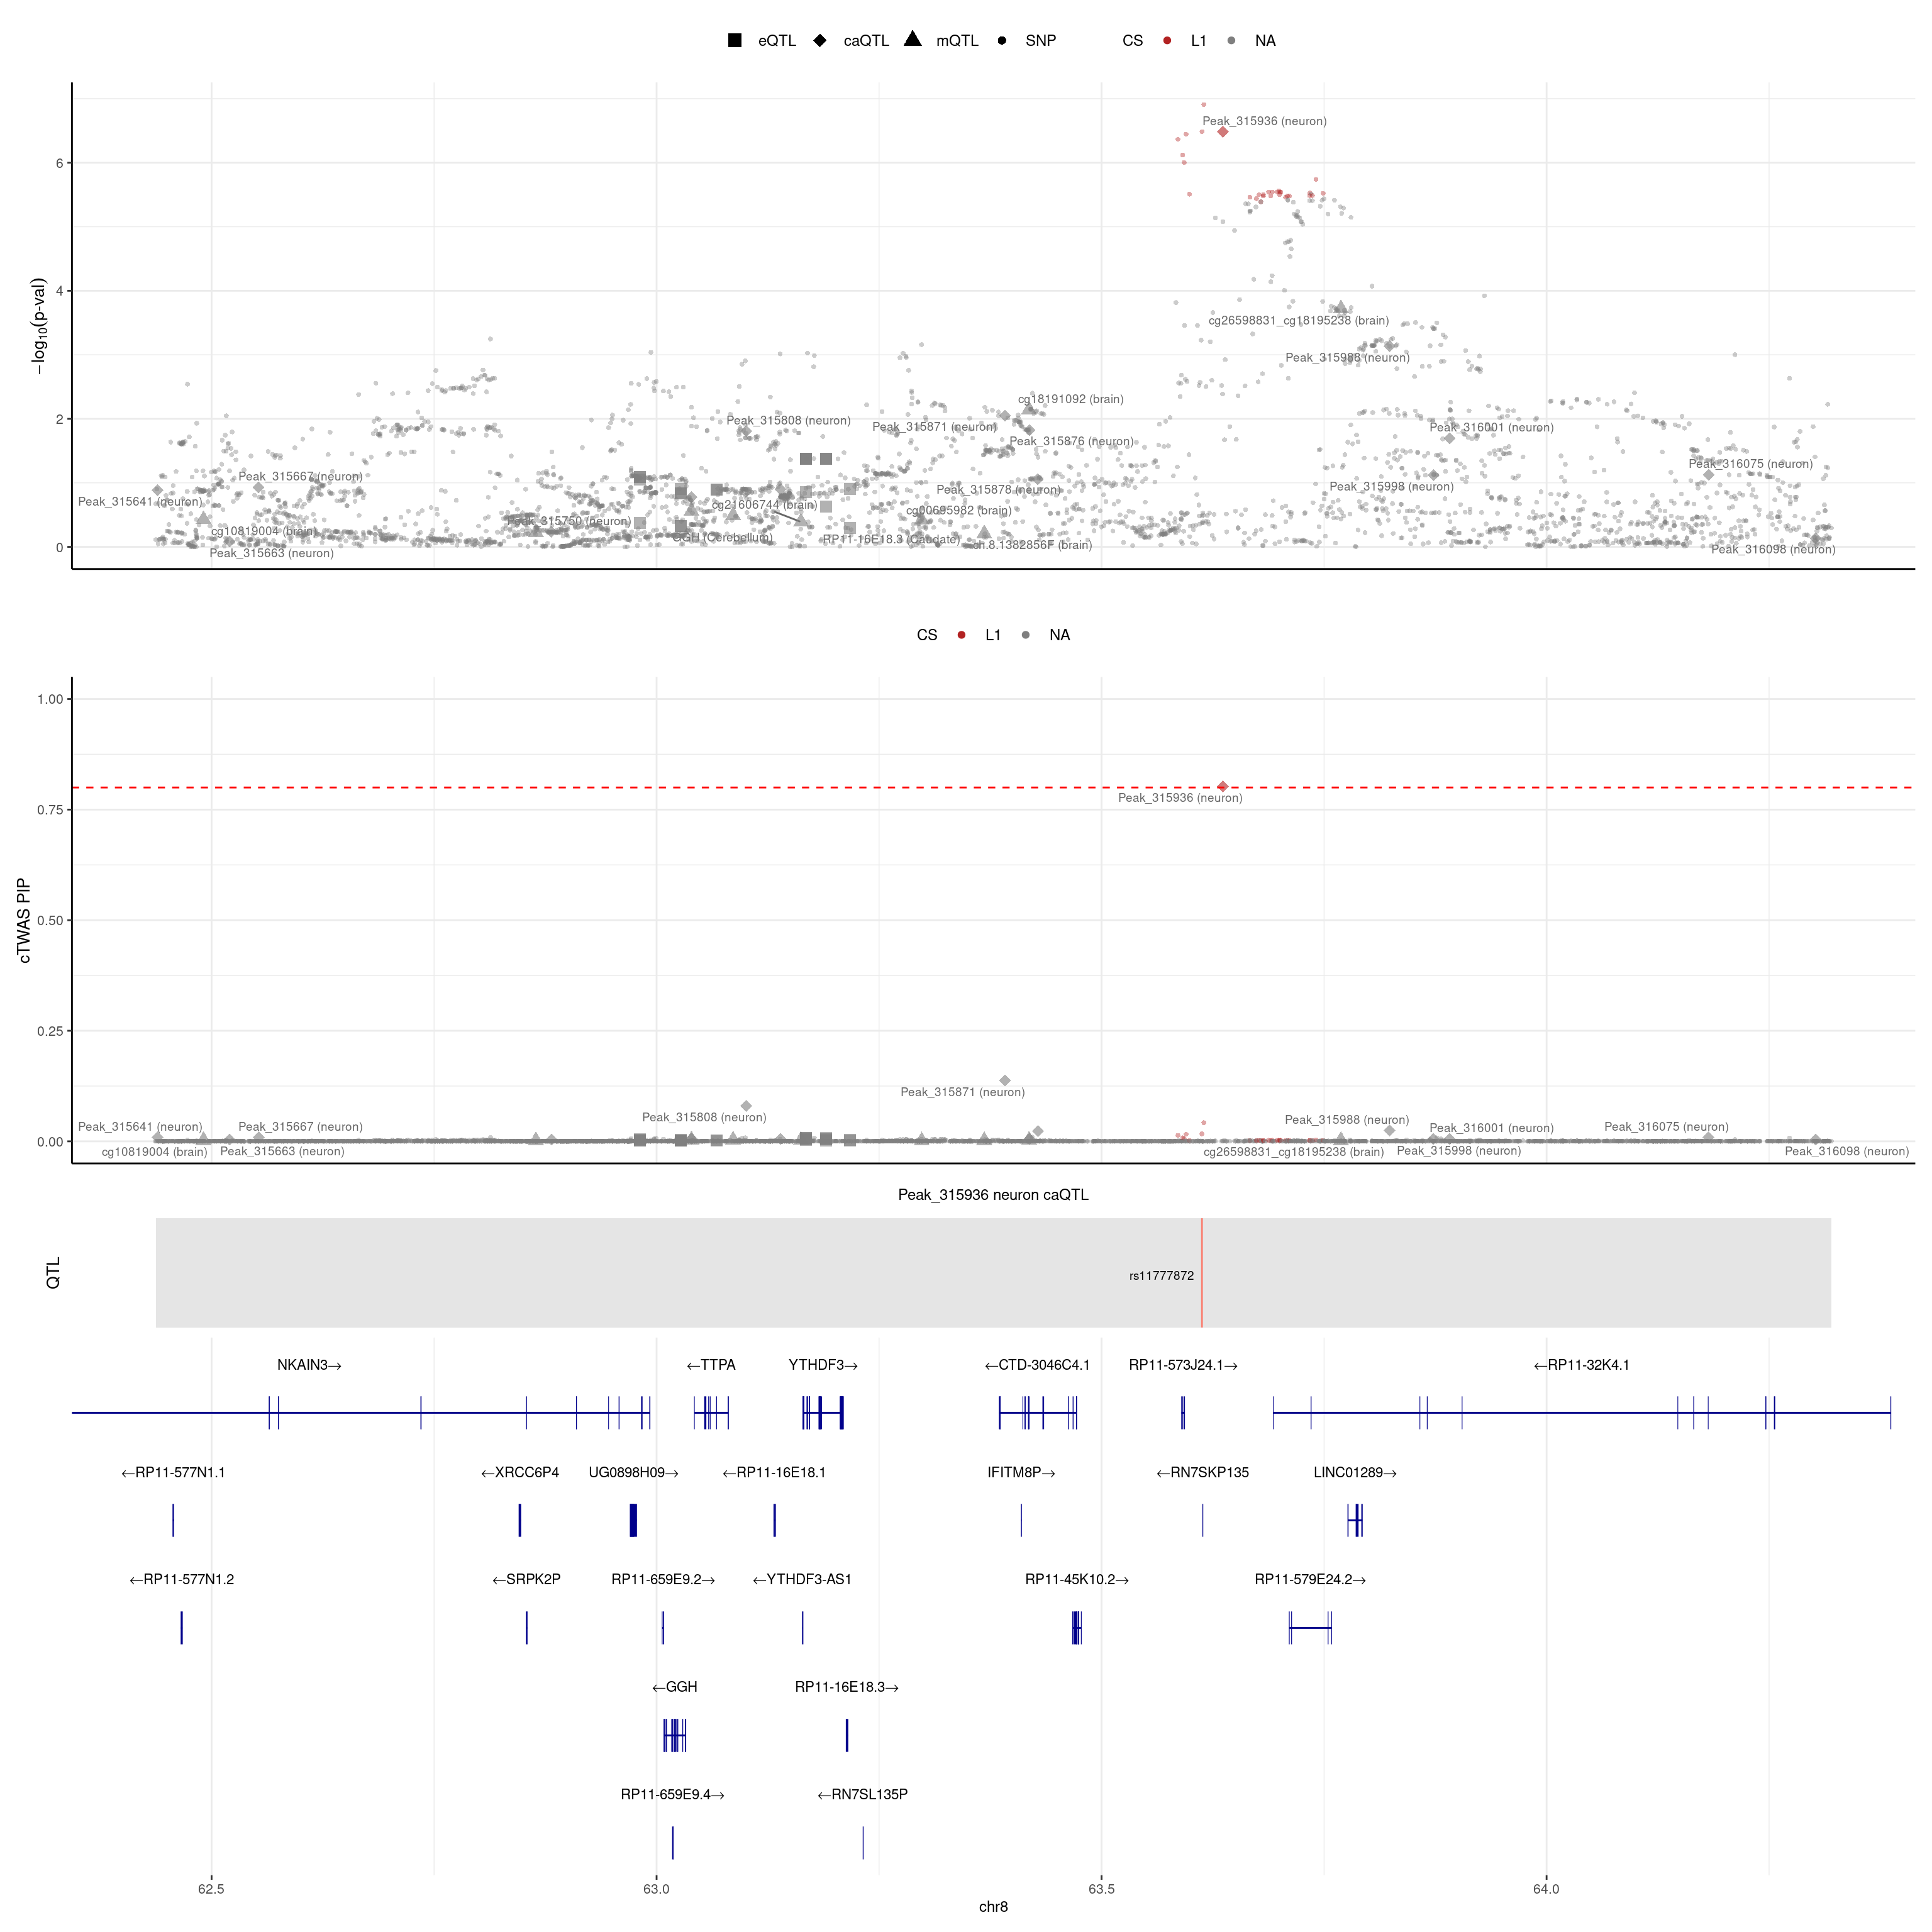 eQTL caQTL mQTL SNP CS L1 NA
−log10(p-val)
6
4
2
0
Peak_315936 (neuron)
cg26598831_cg18195238 (brain)
Peak_315988 (neuron)
cg18191092 (brain)
Peak_315808 (neuron)
Peak_315871 (neuron)
Peak_316001 (neuron)
Peak_315876 (neuron)
Peak_316075 (neuron)
Peak_315667 (neuron)
Peak_315998 (neuron)
Peak_315878 (neuron)
Peak_315641 (neuron)
cg21606744 (brain)
cg00695982 (brain)
Peak_315750 (neuron)
cg10819004 (brain)
GGH (Cerebellum)
RP11-16E18.3 (Caudate)
ch.8.1382856F (brain)
Peak_315663 (neuron)
Peak_316098 (neuron)
CS L1 NA
cTWAS PIP
1.00
0.75
0.50
0.25
0.00
Peak_315936 (neuron)
Peak_315871 (neuron)
Peak_315808 (neuron)
Peak_315988 (neuron)
Peak_315641 (neuron)
Peak_315667 (neuron)
Peak_316001 (neuron)
Peak_316075 (neuron)
cg10819004 (brain)
Peak_315663 (neuron)
cg26598831_cg18195238 (brain)
Peak_315998 (neuron)
Peak_316098 (neuron)
Peak_315936 neuron caQTL
QTL
rs11777872
NKAIN3→ ←TTPA YTHDF3→ ←CTD-3046C4.1 RP11-573J24.1→ ←RP11-32K4.1
←RP11-577N1.1 ←XRCC6P4 UG0898H09→ ←RP11-16E18.1 IFITM8P→ ←RN7SKP135 LINC01289→
←RP11-577N1.2 ←SRPK2P RP11-659E9.2→ ←YTHDF3-AS1 RP11-45K10.2→ RP11-579E24.2→
←GGH RP11-16E18.3→
RP11-659E9.4→ ←RN7SL135P
62.5 63.0 63.5 64.0
chr8